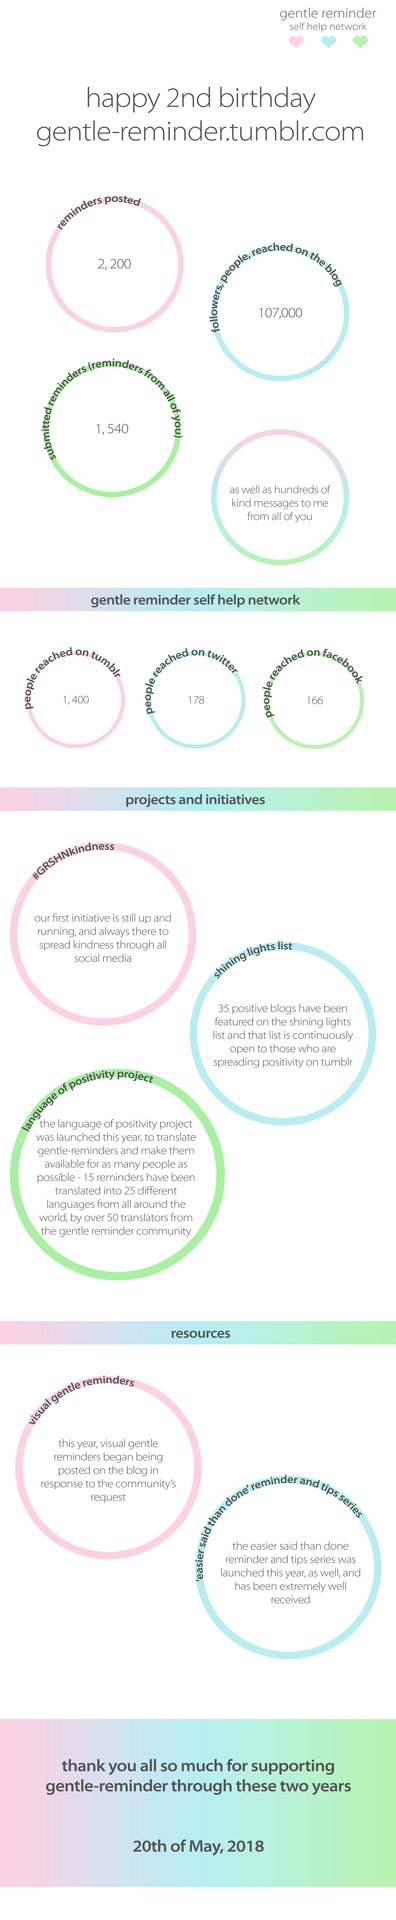 gentle reminder
self help network
happy 2nd birthday
gentle-reminder.tumblr.com
reminders posted
2, 200
followers, people, reached on the blog
107,000
submitted reminders (reminders from all of you)
1, 540
as well as hundreds of
kind messages to me
from all of you
gentle reminder self help network
people reached on tumblr
1, 400
people reached on twitter
178
people reached on facebook
166
projects and initiatives
#GRSHNkindness
our first initiative is still up and
running, and always there to
spread kindness through all
social media
shining lights list
35 positive blogs have been
featured on the shining lights
list and that list is continuously
open to those who are
spreading positivity on tumblr
language of positivity project
the language of positivity project
was launched this year, to translate
gentle-reminders and make them
available for as many people as
possible - 15 reminders have been
translated into 25 different
languages from all around the
world, by over 50 translators from
the gentle reminder community
resources
visual gentle reminders
this year, visual gentle
reminders began being
posted on the blog in
response to the community's
request
'easier said than done' reminder and tips series
the easier said than done
reminder and tips series was
launched this year, as well, and
has been extremely well
received
thank you all so much for supporting
gentle-reminder through these two years
20th of May, 2018